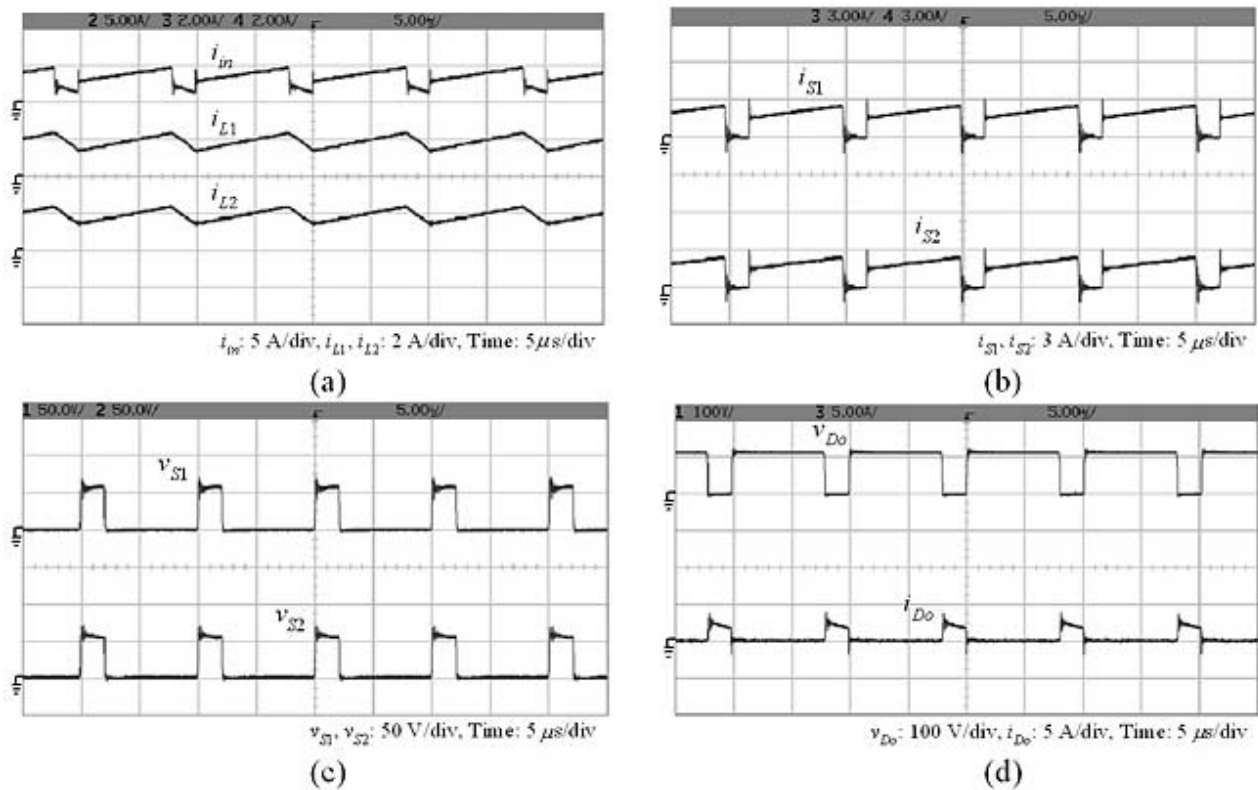 2 5.00A/ 3 2.00A/ 4 2.00A/ 5.00㎲/
i_in
i_L1
i_L2
i_in: 5 A/div, i_L1, i_L2: 2 A/div, Time: 5 μs/div
(a)
3 3.00A/ 4 3.00A/ 5.00㎲/
i_S1
i_S2
i_S1, i_S2: 3 A/div, Time: 5 μs/div
(b)
1 50.0V/ 2 50.0V/ 5.00㎲/
v_S1
v_S2
v_S1, v_S2: 50 V/div, Time: 5 μs/div
(c)
1 100V/ 3 5.00A/ 5.00㎲/
v_Do
i_Do
v_Do: 100 V/div, i_Do: 5 A/div, Time: 5 μs/div
(d)